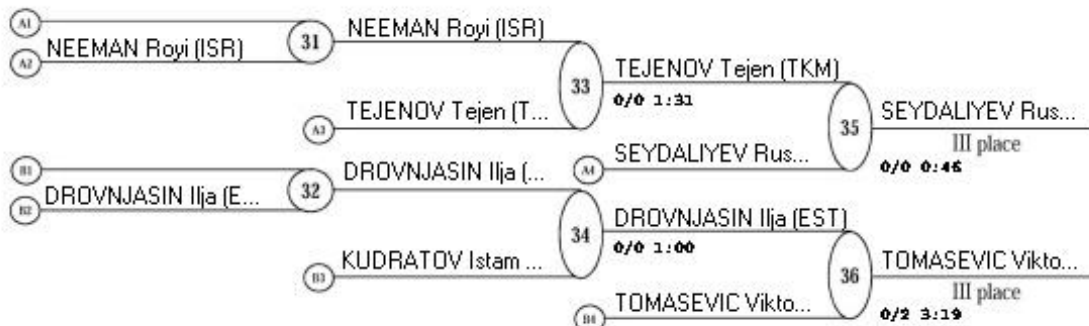 A1
NEEMAN Royi (ISR)
A2 NEEMAN Royi (ISR)
31
33
TEJENOV Tejen (TKM)
0/0 1:31
A3 TEJENOV Tejen (T...
35
SEYDALIYEV Rus...
III place
0/0 0:46
A4 SEYDALIYEV Rus...
B1
B2 DROVNJASIN Ilja (E...
32
DROVNJASIN Ilja (...
34
DROVNJASIN Ilja (EST)
0/0 1:00
B3 KUDRATOV Istam ...
36
TOMASEVIC Vikto...
III place
0/2 3:19
B4 TOMASEVIC Vikto...